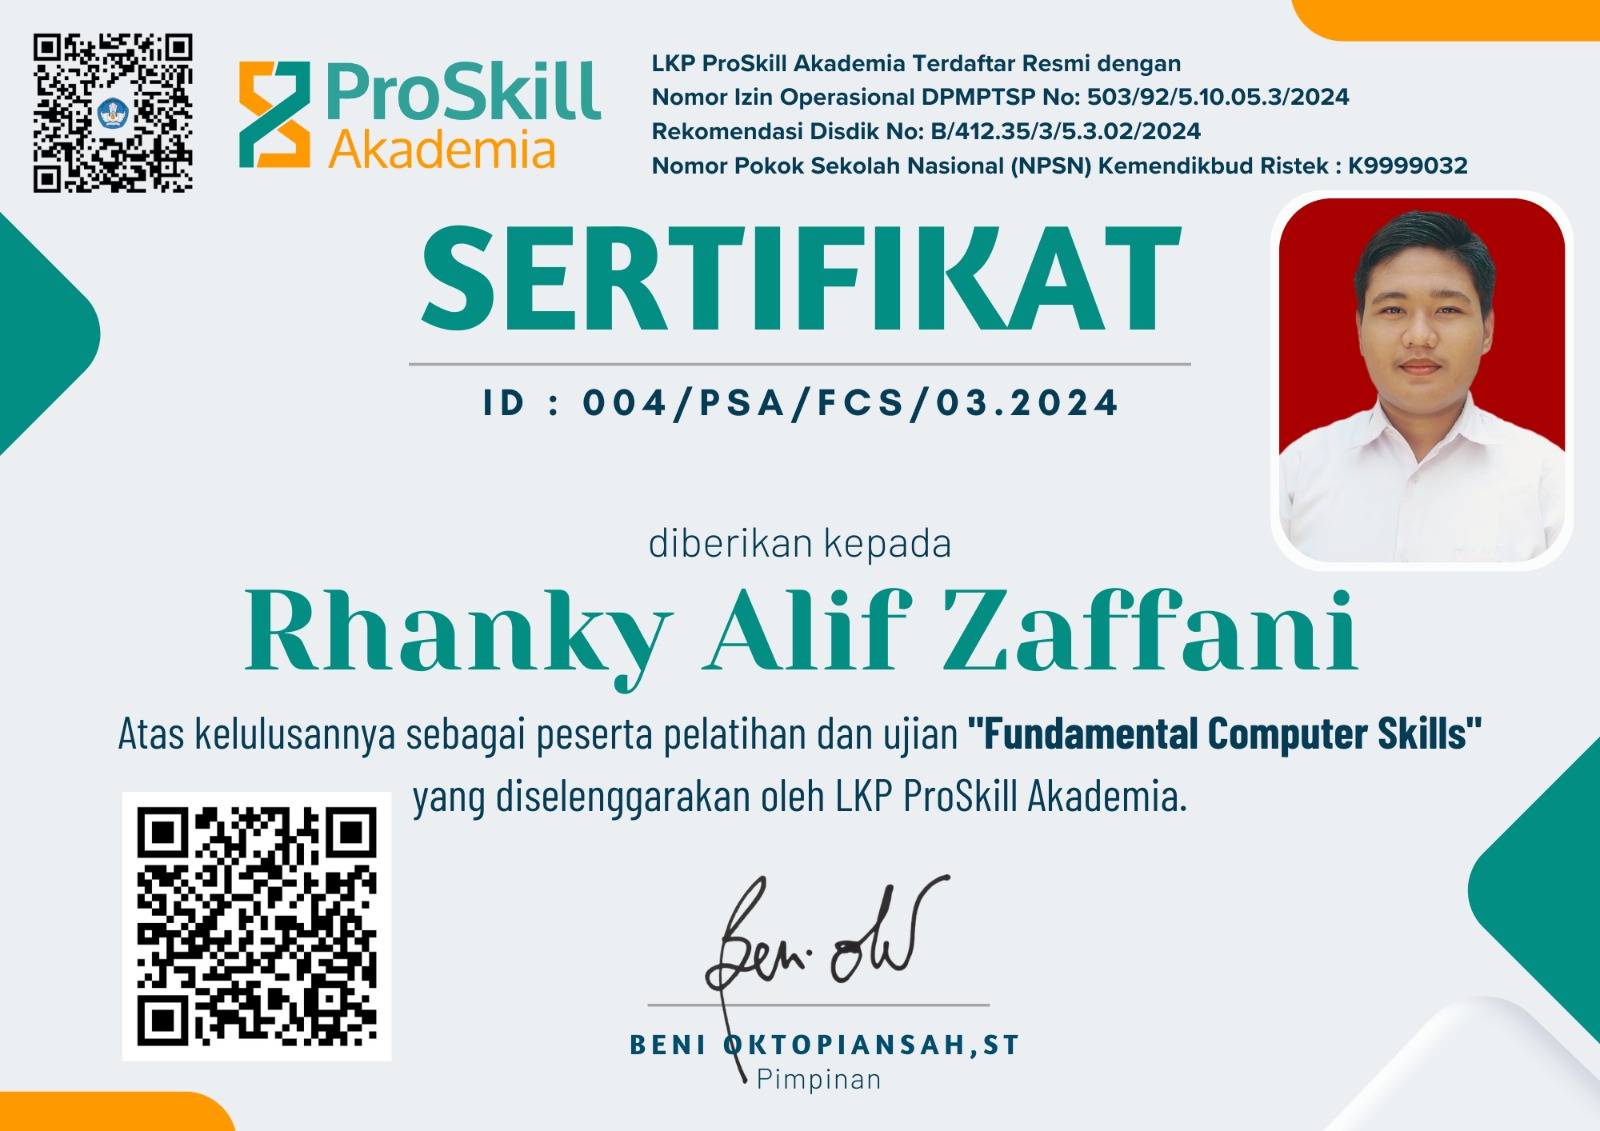 ProSkill
Akademia
LKP ProSkill Akademia Terdaftar Resmi dengan
Nomor Izin Operasional DPMPTSP No: 503/92/5.10.05.3/2024
Rekomendasi Disdik No: B/412.35/3/5.3.02/2024
Nomor Pokok Sekolah Nasional (NPSN) Kemendikbud Ristek : K9999032
SERTIFIKAT
ID : 004/PSA/FCS/03.2024
diberikan kepada
Rhanky Alif Zaffani
Atas kelulusannya sebagai peserta pelatihan dan ujian "Fundamental Computer Skills"
yang diselenggarakan oleh LKP ProSkill Akademia.
BENI OKTOPIANSAH,ST
Pimpinan